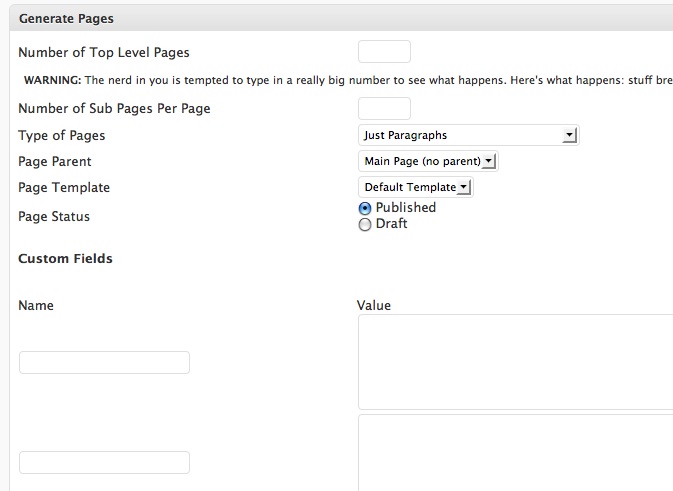 Generate Pages
Number of Top Level Pages
WARNING: The nerd in you is tempted to type in a really big number to see what happens. Here's what happens: stuff bre
Number of Sub Pages Per Page
Type of Pages Just Paragraphs
Page Parent Main Page (no parent)
Page Template Default Template
Page Status Published
Draft
Custom Fields
Name Value